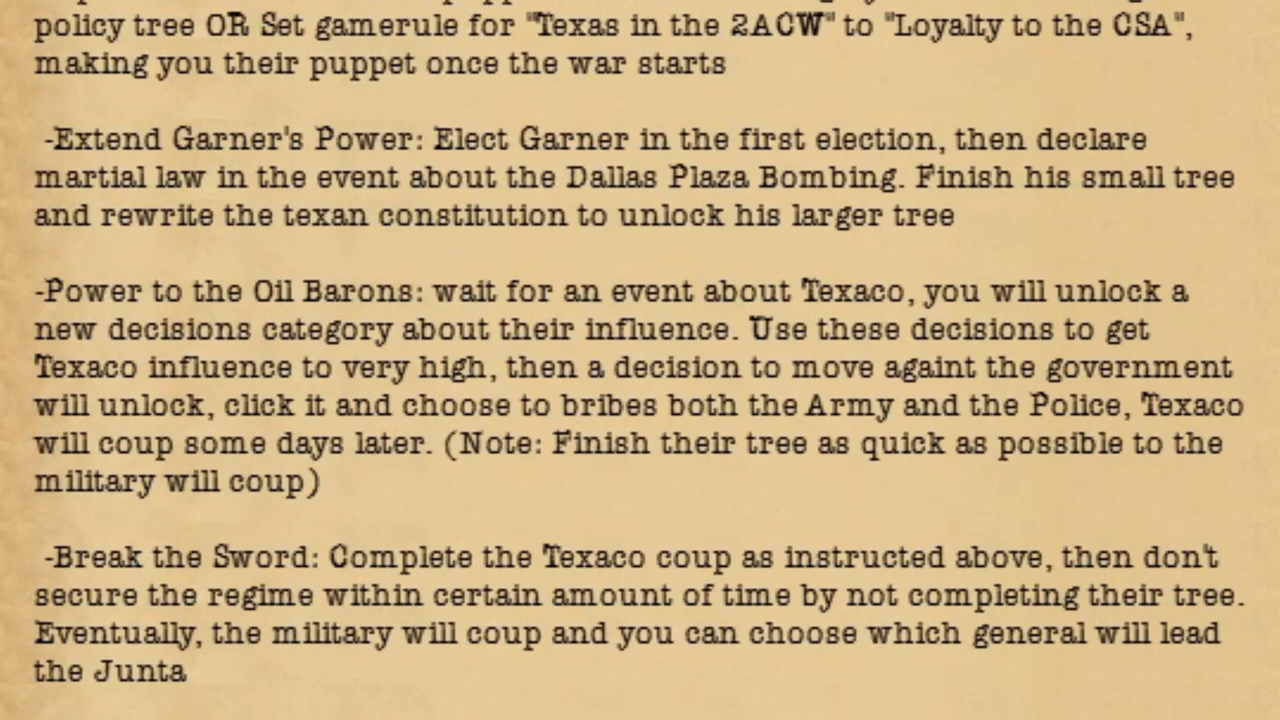 policy tree OR Set gamerule for "Texas in the 2ACW" to "Loyalty to the CSA",
making you their puppet once the war starts
-Extend Garner's Power: Elect Garner in the first election, then declare
martial law in the event about the Dallas Plaza Bombing. Finish his small tree
and rewrite the texan constitution to unlock his larger tree
-Power to the Oil Barons: wait for an event about Texaco, you will unlock a
new decisions category about their influence. Use these decisions to get
Texaco influence to very high, then a decision to move againt the government
will unlock, click it and choose to bribes both the Army and the Police, Texaco
will coup some days later. (Note: Finish their tree as quick as possible to the
military will coup)
-Break the Sword: Complete the Texaco coup as instructed above, then don't
secure the regime within certain amount of time by not completing their tree.
Eventually, the military will coup and you can choose which general will lead
the Junta